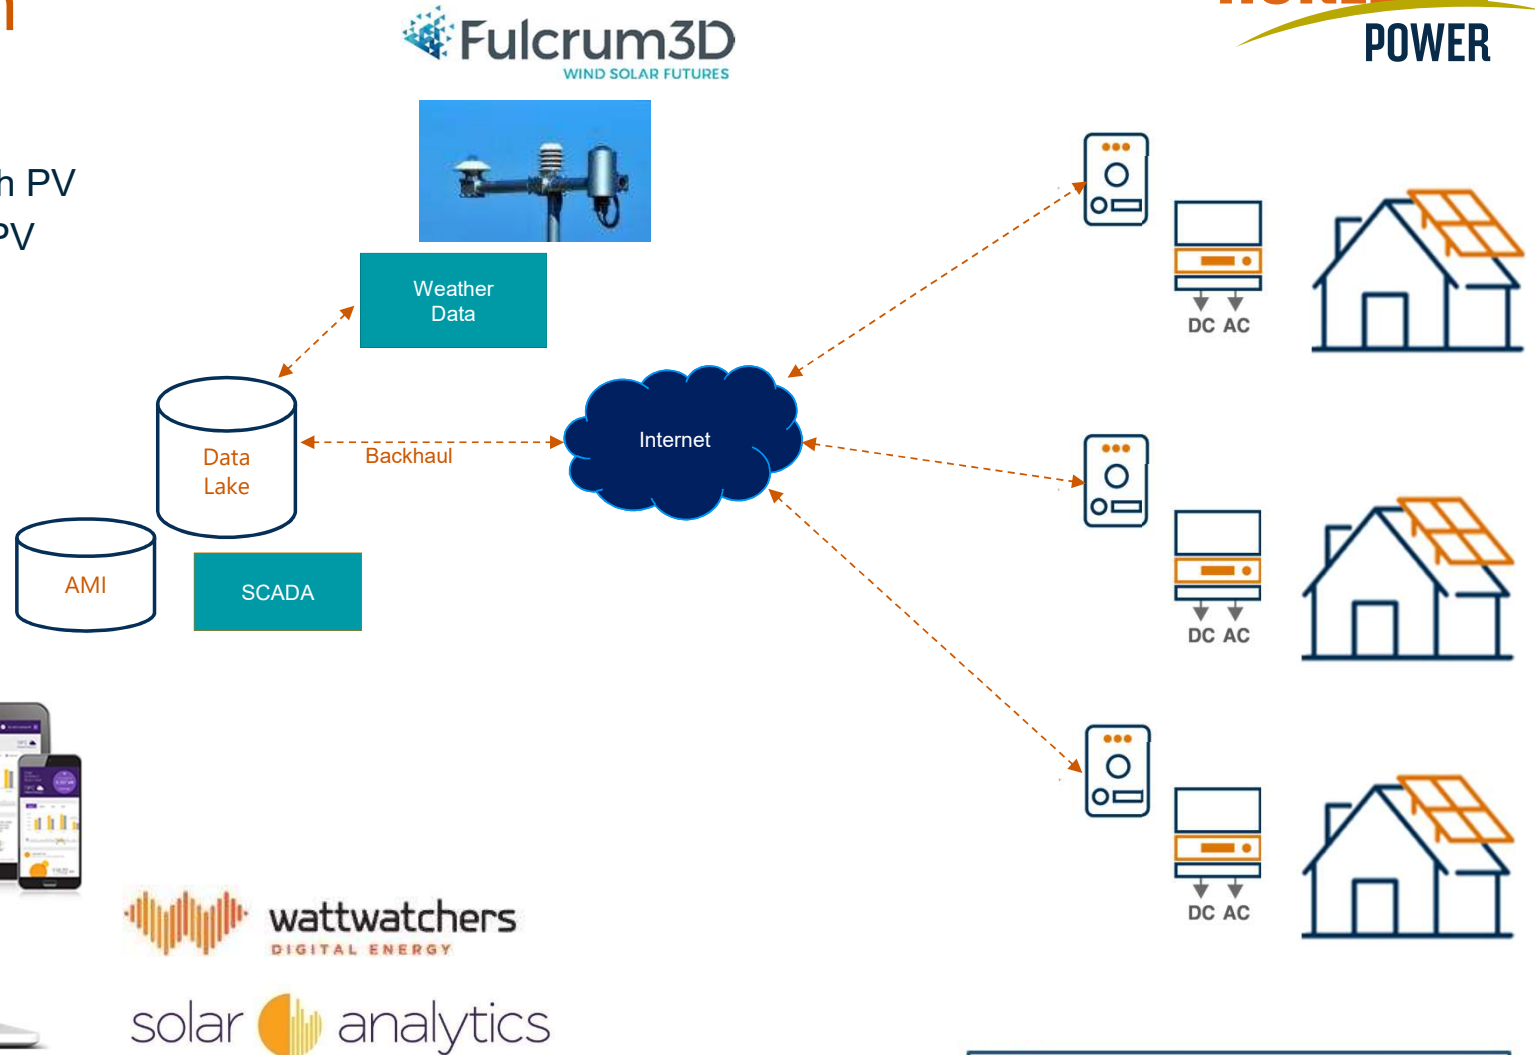 Fulcrum3D
WIND SOLAR FUTURES
POWER
h PV
PV
Weather
Data
DC AC
Data
Lake
Backhaul
Internet
AMI
SCADA
DC AC
DC AC
wattwatchers
DIGITAL ENERGY
solar analytics